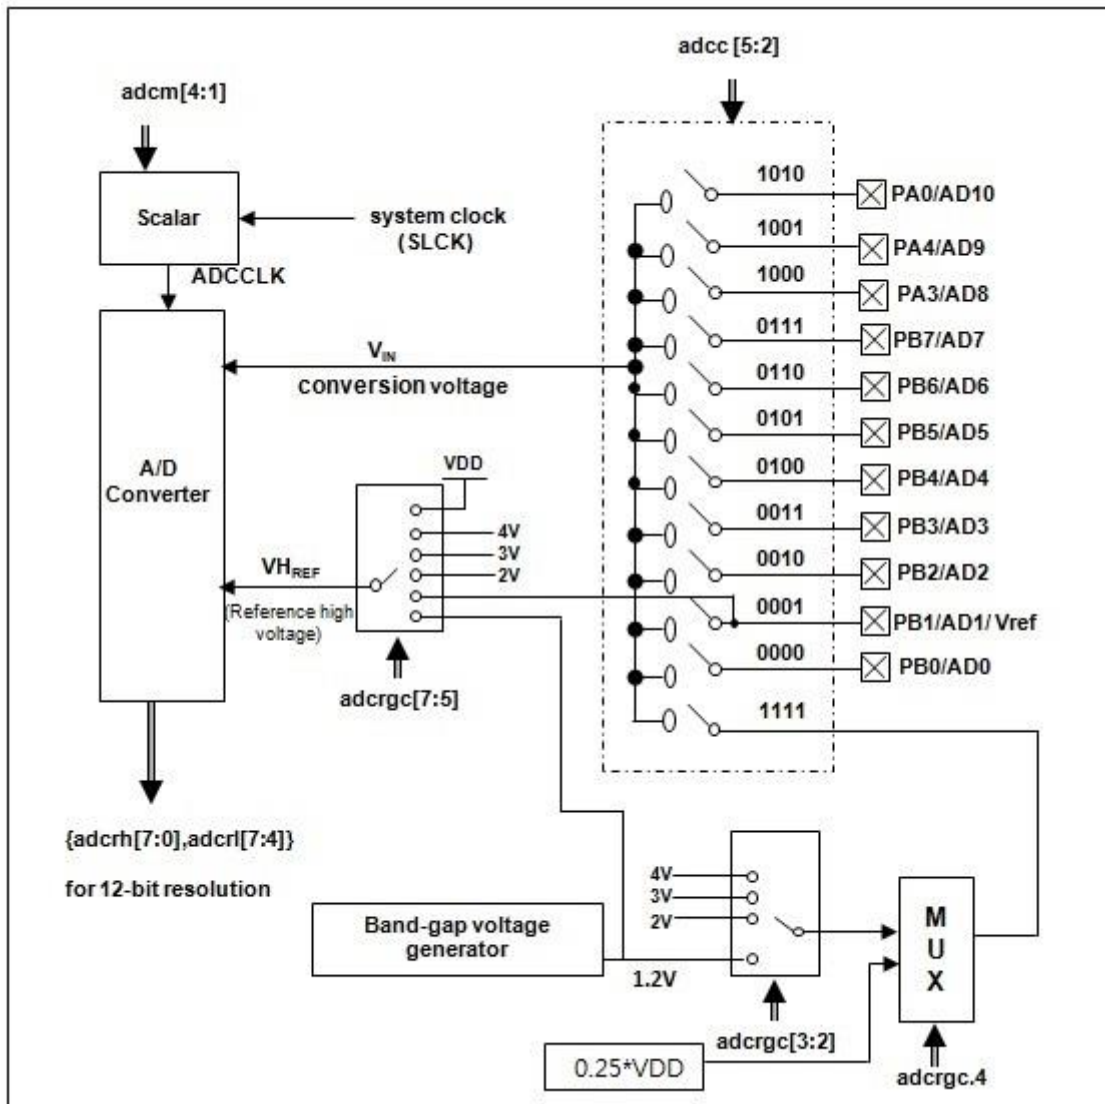 adcc [5:2]
adcm[4:1]
Scalar
system clock
(SLCK)
ADCCLK
1010
PA0/AD10
1001
PA4/AD9
1000
PA3/AD8
0111
PB7/AD7
VIN
conversion voltage
0110
PB6/AD6
0101
PB5/AD5
0100
PB4/AD4
0011
PB3/AD3
0010
PB2/AD2
0001
PB1/AD1/ Vref
0000
PB0/AD0
1111
A/D
Converter
VDD
4V
3V
2V
VHREF
(Reference high
voltage)
adcrgc[7:5]
{adcrh[7:0],adcrl[7:4]}
for 12-bit resolution
4V
3V
2V
Band-gap voltage
generator
1.2V
M
U
X
adcrgc[3:2]
0.25*VDD
adcrgc.4